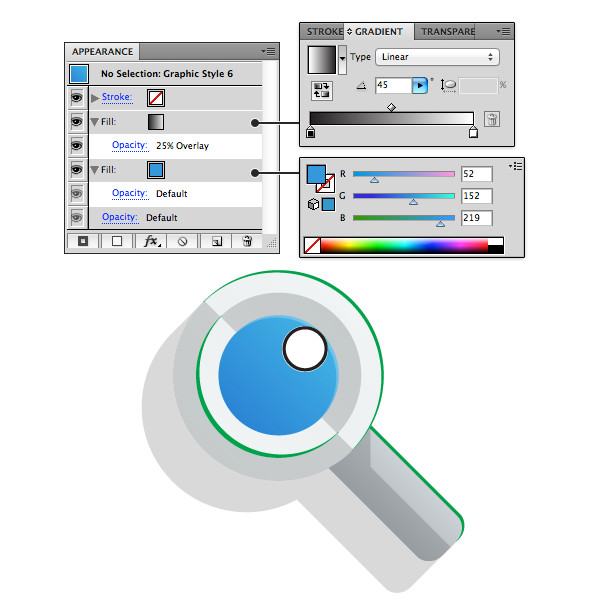 APPEARANCE
No Selection: Graphic Style 6
Stroke:
Fill:
Opacity: 25% Overlay
Fill:
Opacity: Default
Opacity: Default
fx
STROKE GRADIENT TRANSPARE
Type Linear
45 °
%
R 52
G 152
B 219